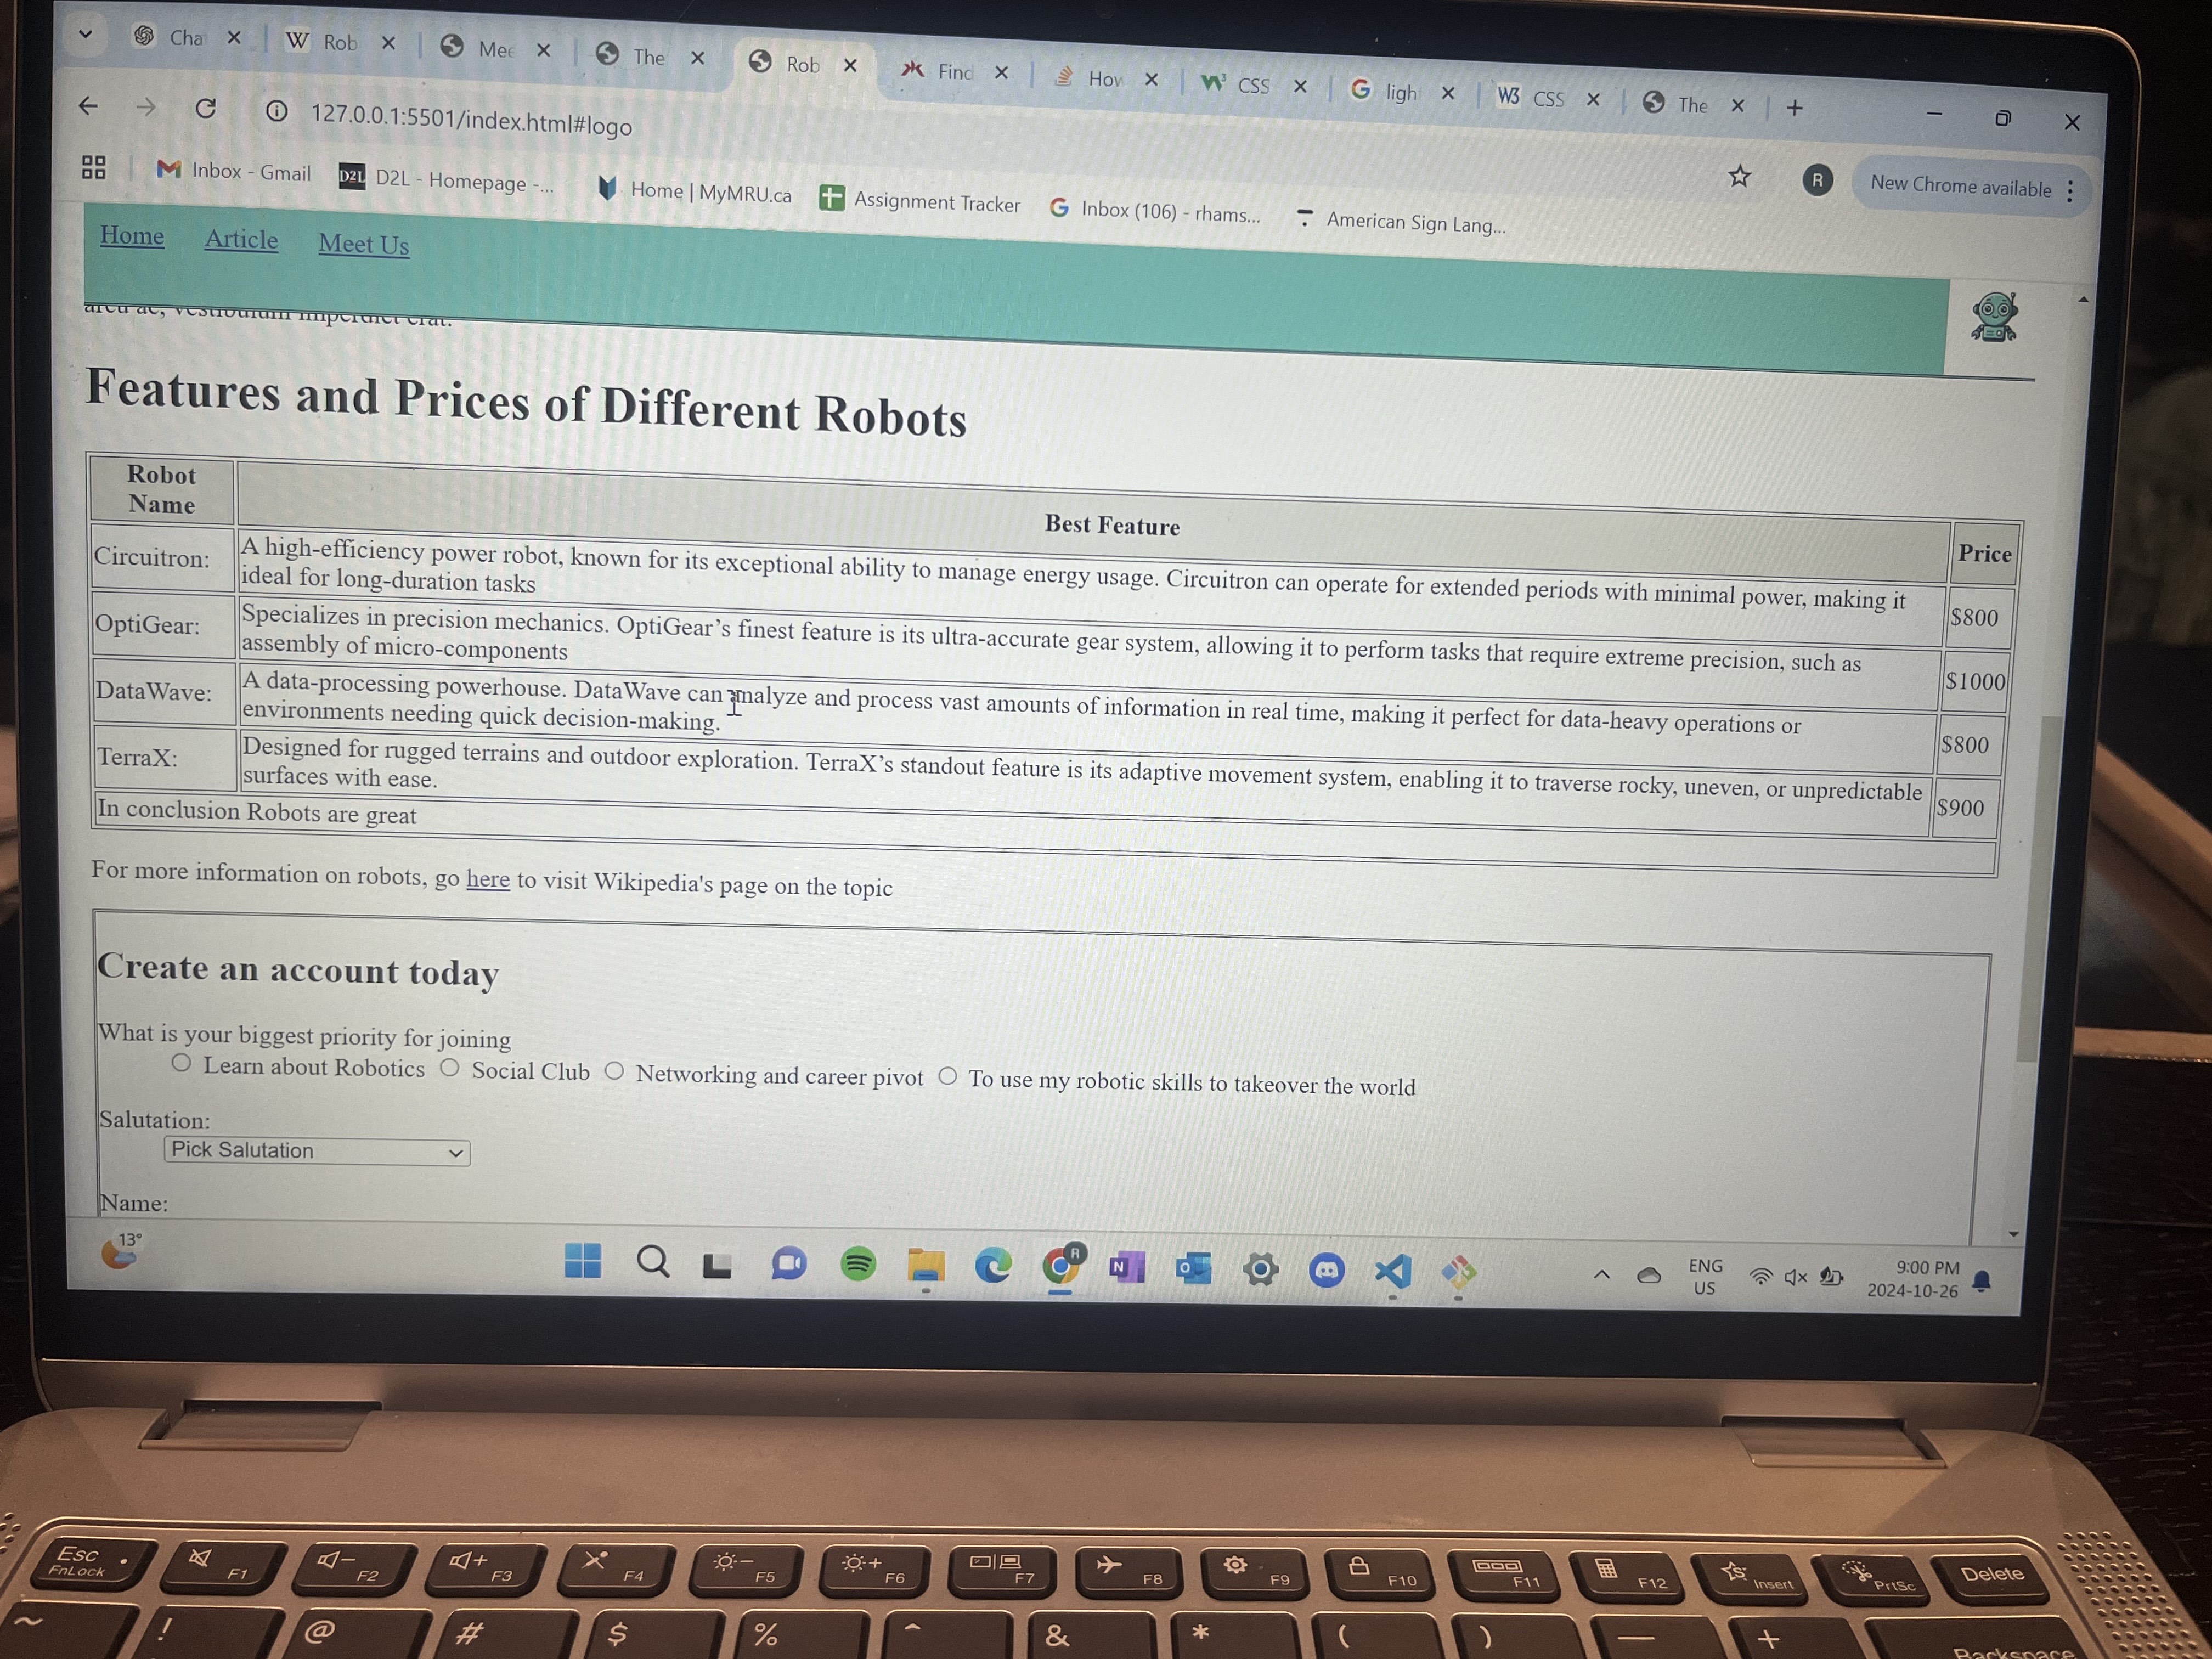 Cha
Rob
Mee
The
Rob
Find
How
CSS
ligh
W3 CSS
The
127.0.0.1:5501/index.html#logo
Inbox - Gmail
D2L D2L - Homepage -...
Home | MyMRU.ca
Assignment Tracker
Inbox (106) - rhams...
American Sign Lang...
R
New Chrome available
Home Article Meet Us
arcu ac, vestibulum imperdiet erat.
Features and Prices of Different Robots
Robot
Name
Best Feature
Price
Circuitron:
A high-efficiency power robot, known for its exceptional ability to manage energy usage. Circuitron can operate for extended periods with minimal power, making it
ideal for long-duration tasks
$800
OptiGear:
Specializes in precision mechanics. OptiGear’s finest feature is its ultra-accurate gear system, allowing it to perform tasks that require extreme precision, such as
assembly of micro-components
$1000
DataWave:
A data-processing powerhouse. DataWave can analyze and process vast amounts of information in real time, making it perfect for data-heavy operations or
environments needing quick decision-making.
$800
TerraX:
Designed for rugged terrains and outdoor exploration. TerraX’s standout feature is its adaptive movement system, enabling it to traverse rocky, uneven, or unpredictable
surfaces with ease.
$900
In conclusion Robots are great
For more information on robots, go here to visit Wikipedia's page on the topic
Create an account today
What is your biggest priority for joining
Learn about Robotics Social Club Networking and career pivot To use my robotic skills to takeover the world
Salutation:
Pick Salutation
Name:
13°
ENG
US
9:00 PM
2024-10-26
Esc
FnLock
F1
F2
F3
F4
F5
F6
F7
F8
F9
F10
F11
F12
Insert
PrtSc
Delete
~ ! @ # $ % ^ & * ( ) — +
Backspace